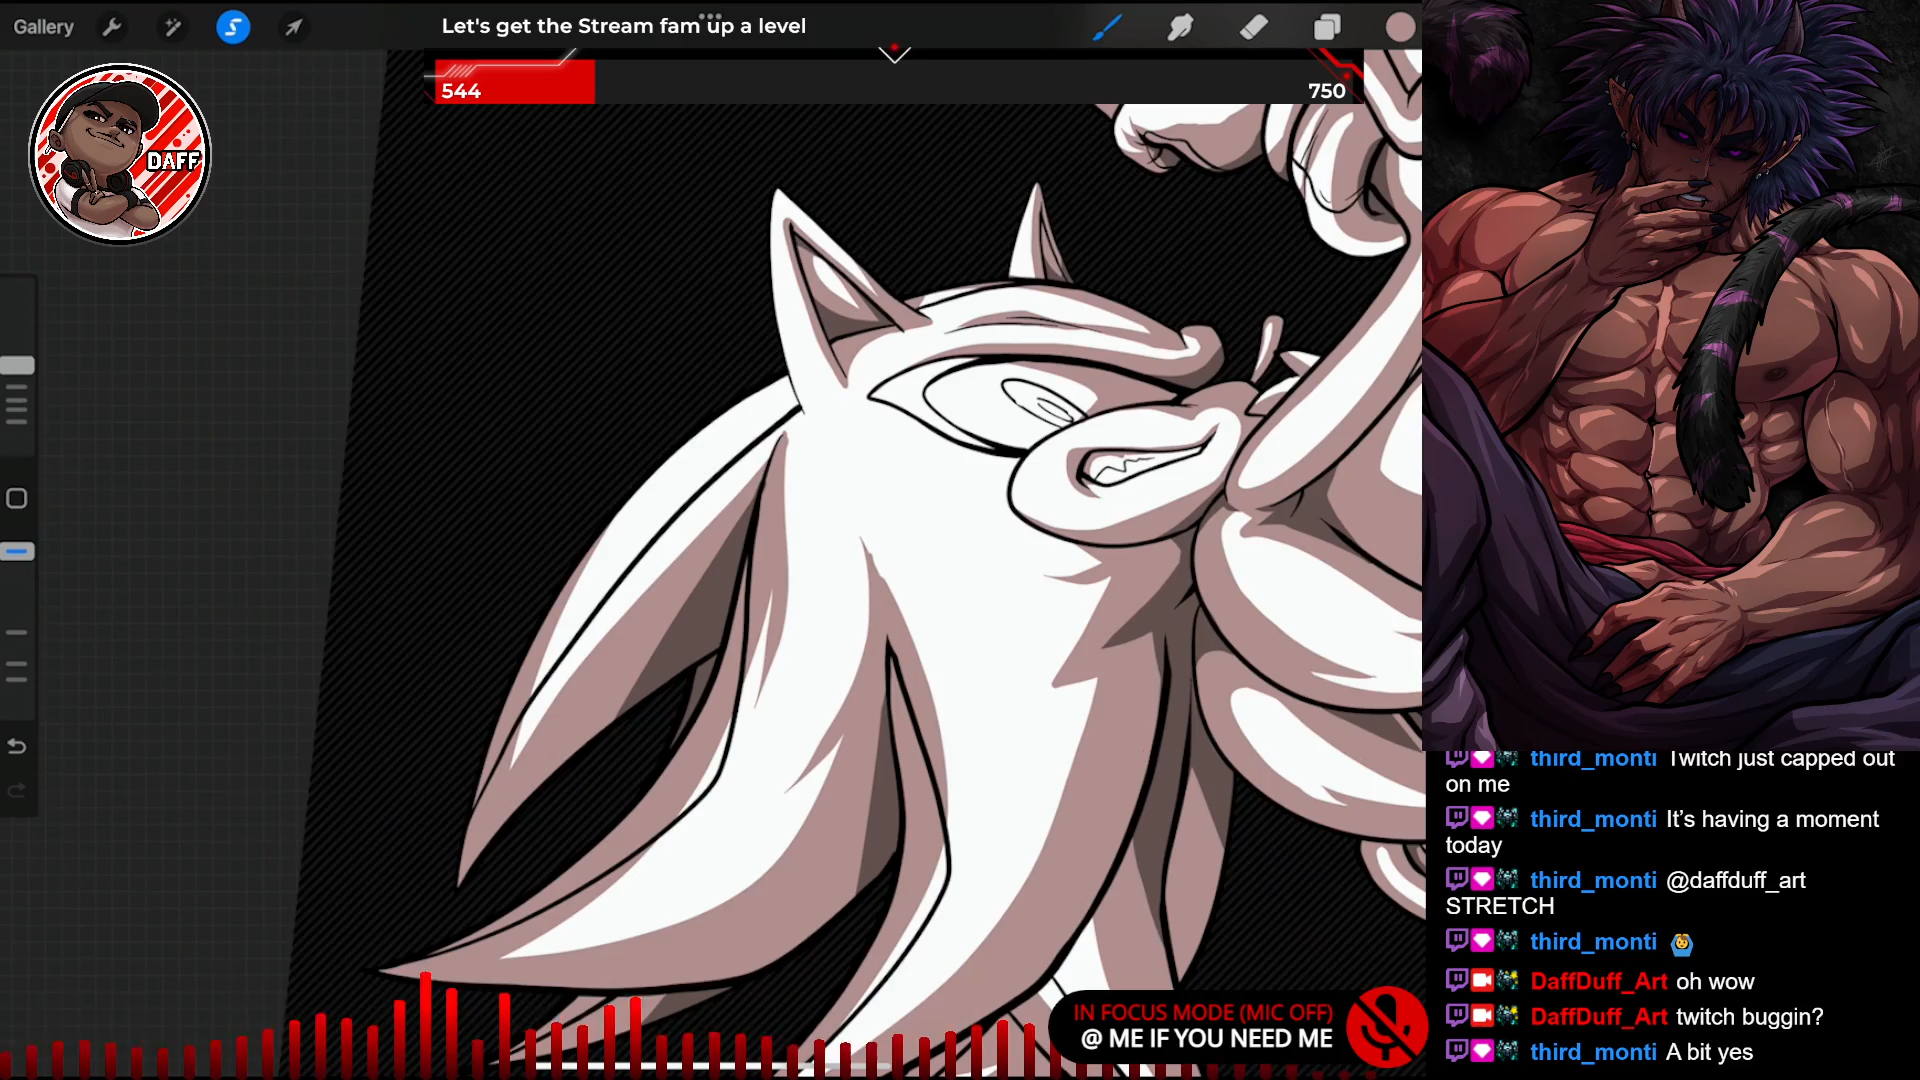 Gallery
Let's get the Stream fam up a level
544
750
DAFF
third_monti Twitch just capped out
on me
third_monti It's having a moment
today
third_monti @daffduff_art
STRETCH
third_monti
DaffDuff_Art oh wow
DaffDuff_Art twitch buggin?
third_monti A bit yes
IN FOCUS MODE (MIC OFF)
@ ME IF YOU NEED ME